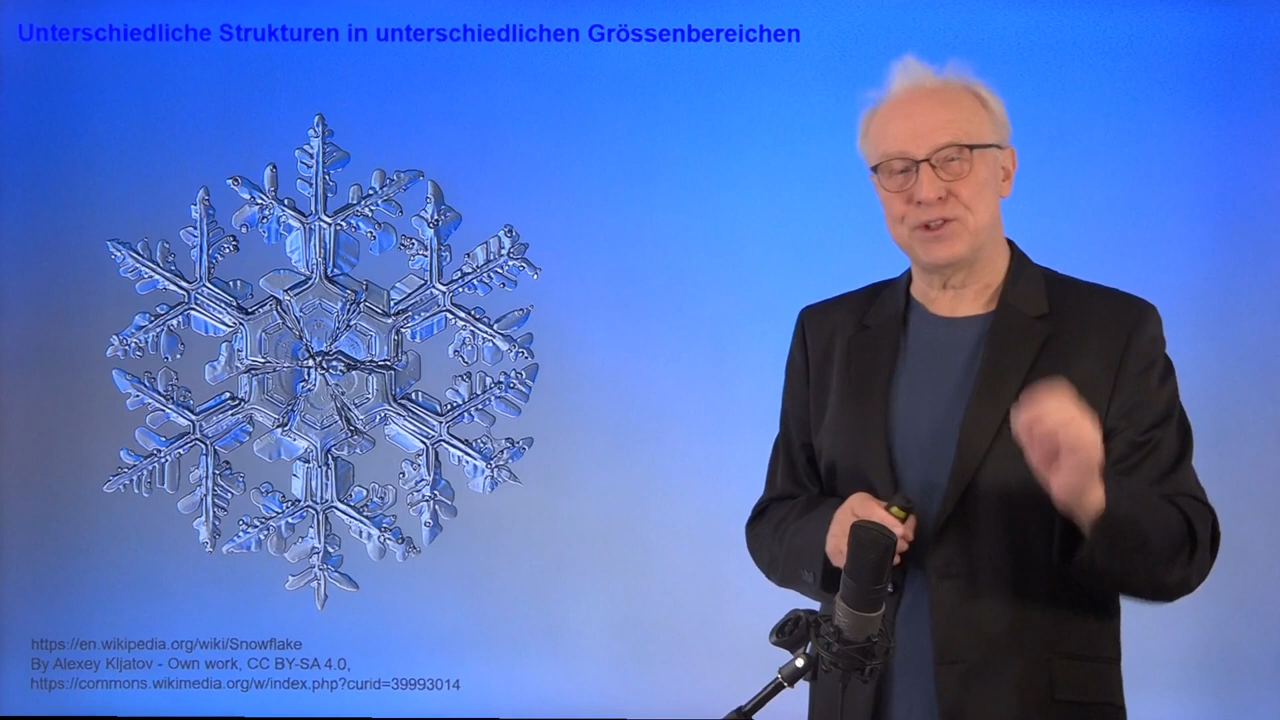 Unterschiedliche Strukturen in unterschiedlichen Grössenbereichen
https://en.wikipedia.org/wiki/Snowflake
By Alexey Kljatov - Own work, CC BY-SA 4.0,
https://commons.wikimedia.org/w/index.php?curid=39993014